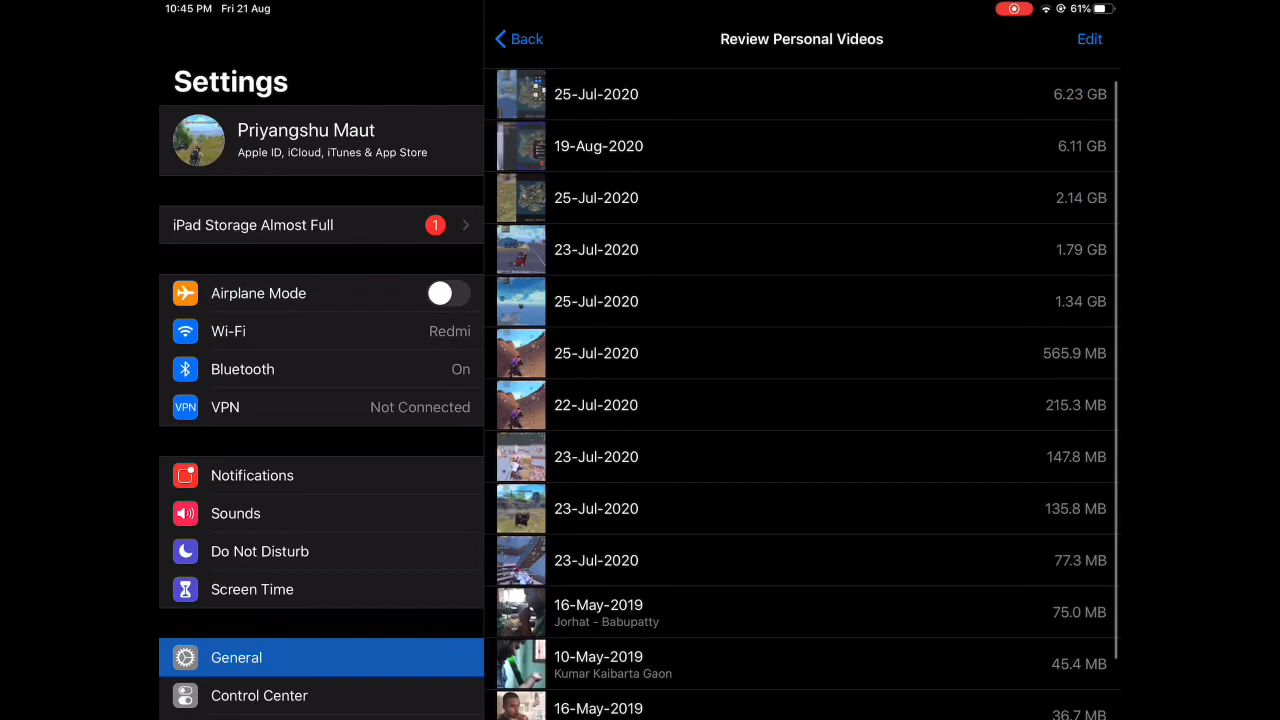 10:45 PM Fri 21 Aug
61%
Settings
Priyangshu Maut
Apple ID, iCloud, iTunes & App Store
iPad Storage Almost Full 1
Airplane Mode
Wi-Fi Redmi
Bluetooth On
VPN VPN Not Connected
Notifications
Sounds
Do Not Disturb
Screen Time
General
Control Center
Back Review Personal Videos Edit
25-Jul-2020 6.23 GB
19-Aug-2020 6.11 GB
25-Jul-2020 2.14 GB
23-Jul-2020 1.79 GB
25-Jul-2020 1.34 GB
25-Jul-2020 565.9 MB
22-Jul-2020 215.3 MB
23-Jul-2020 147.8 MB
23-Jul-2020 135.8 MB
23-Jul-2020 77.3 MB
16-May-2019 75.0 MB
Jorhat - Babupatty
10-May-2019 45.4 MB
Kumar Kaibarta Gaon
16-May-2019 36.7 MB